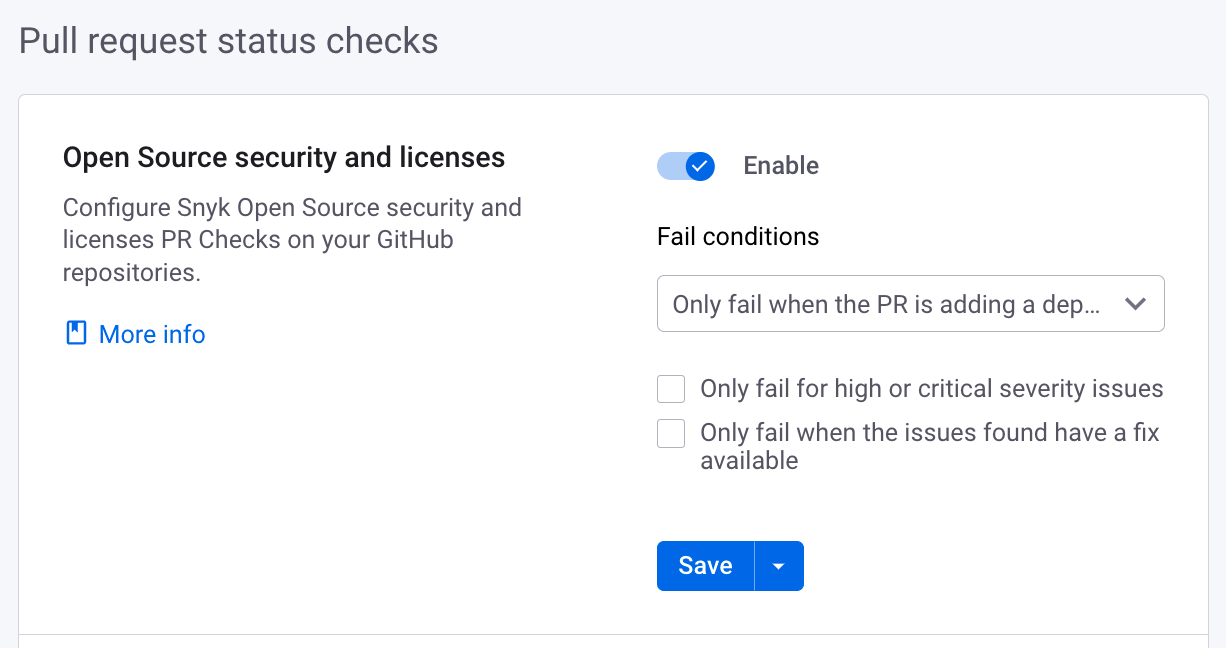 Pull request status checks
Open Source security and licenses
Configure Snyk Open Source security and
licenses PR Checks on your GitHub
repositories.
More info
Enable
Fail conditions
Only fail when the PR is adding a dep...
Only fail for high or critical severity issues
Only fail when the issues found have a fix
available
Save